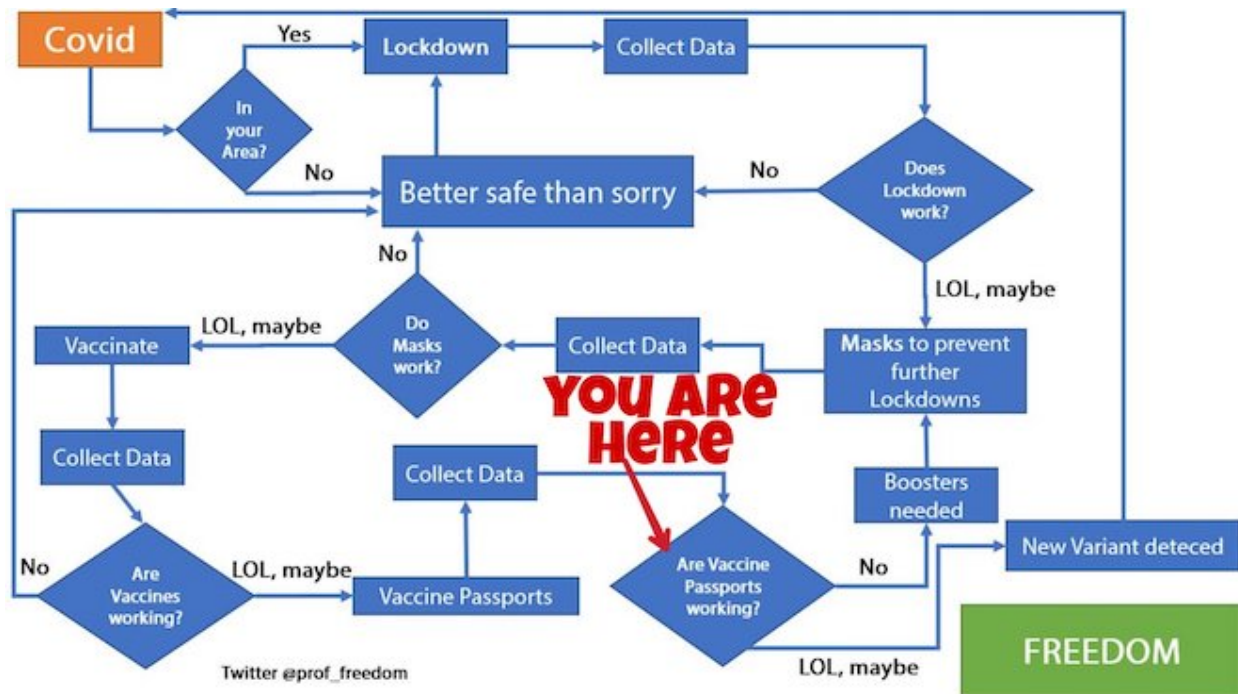 Covid
Yes
Lockdown
Collect Data
In
your
Area?
No
Better safe than sorry
No
Does
Lockdown
work?
No
LOL, maybe
LOL, maybe
Vaccinate
Do
Masks
work?
Collect Data
Masks to prevent
further
Lockdowns
YOU ARE
HERE
Collect Data
Collect Data
Boosters
needed
New Variant deteced
No
Are
Vaccines
working?
LOL, maybe
Vaccine Passports
Are Vaccine
Passports
working?
No
LOL, maybe
FREEDOM
Twitter @prof_freedom